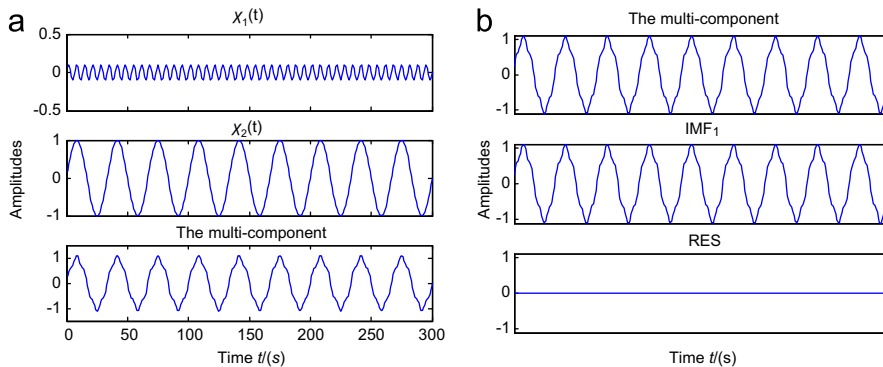 a
χ1(t)
0.5
0
-0.5
χ2(t)
1
0
-1
Amplitudes
The multi-component
1
0
-1
0 50 100 150 200 250 300
Time t/(s)
b
The multi-component
1
0
-1
IMF1
1
0
-1
Amplitudes
RES
1
0
-1
Time t/(s)